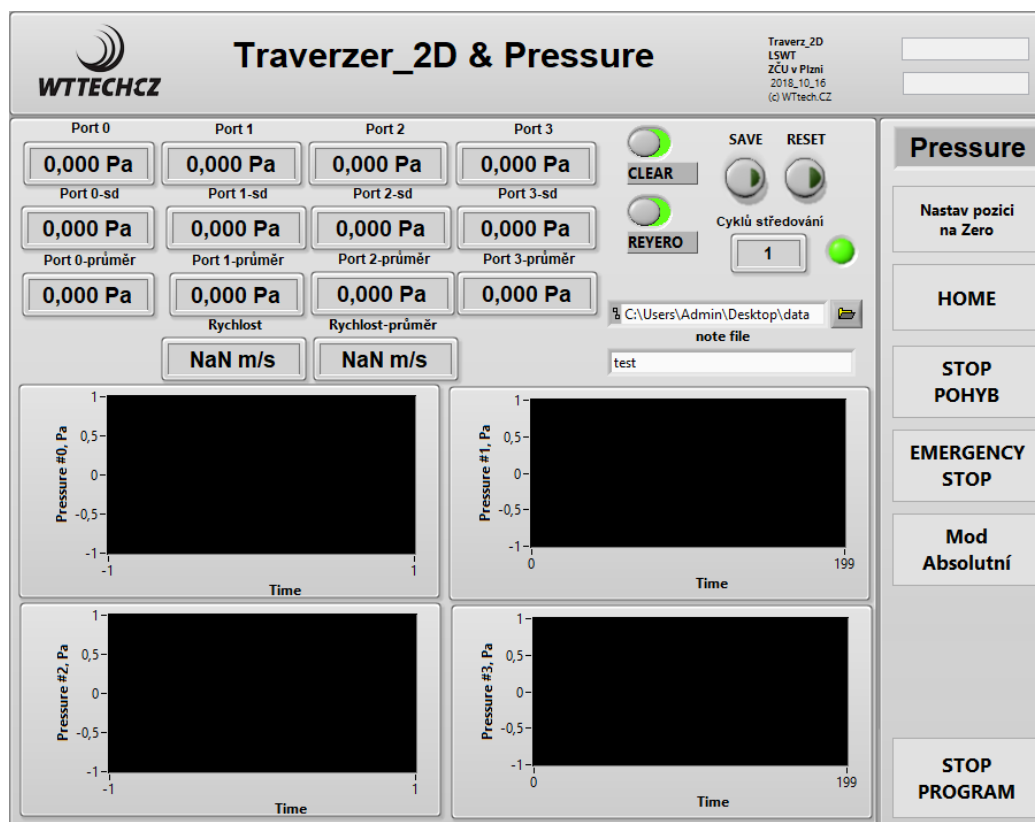 WTTECHCZ
Traverzer_2D & Pressure
Traverz_2D
LSWT
ZČU v Plzni
2018_10_16
(c) WTtech.CZ
Port 0 Port 1 Port 2 Port 3
0,000 Pa 0,000 Pa 0,000 Pa 0,000 Pa
Port 0-sd Port 1-sd Port 2-sd Port 3-sd
0,000 Pa 0,000 Pa 0,000 Pa 0,000 Pa
Port 0-průměr Port 1-průměr Port 2-průměr Port 3-průměr
0,000 Pa 0,000 Pa 0,000 Pa 0,000 Pa
Rychlost Rychlost-průměr
NaN m/s NaN m/s
CLEAR
REYERO
SAVE RESET
Cyklů středování
1
C:\Users\Admin\Desktop\data
note file
test
1
0,5
0
-0,5
-1
-1 1
Pressure #0, Pa
Time
1
0,5
0
-0,5
-1
0 199
Pressure #1, Pa
Time
1
0,5
0
-0,5
-1
-1 1
Pressure #2, Pa
Time
1
0,5
0
-0,5
-1
0 199
Pressure #3, Pa
Time
Pressure
Nastav pozici
na Zero
HOME
STOP
POHYB
EMERGENCY
STOP
Mod
Absolutní
STOP
PROGRAM